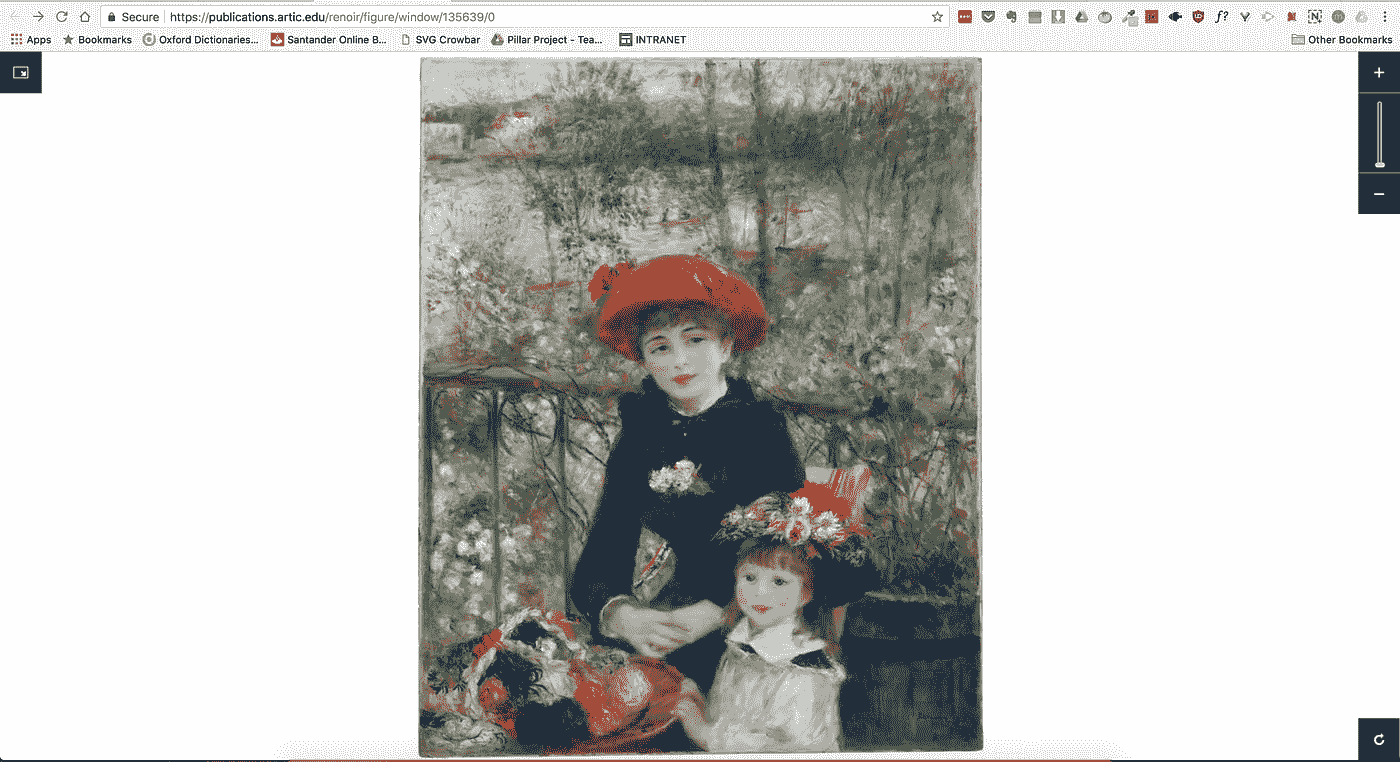 Secure https://publications.artic.edu/renoir/figure/window/135639/0
Apps Bookmarks Oxford Dictionaries... Santander Online B... SVG Crowbar Pillar Project - Tea... INTRANET Other Bookmarks